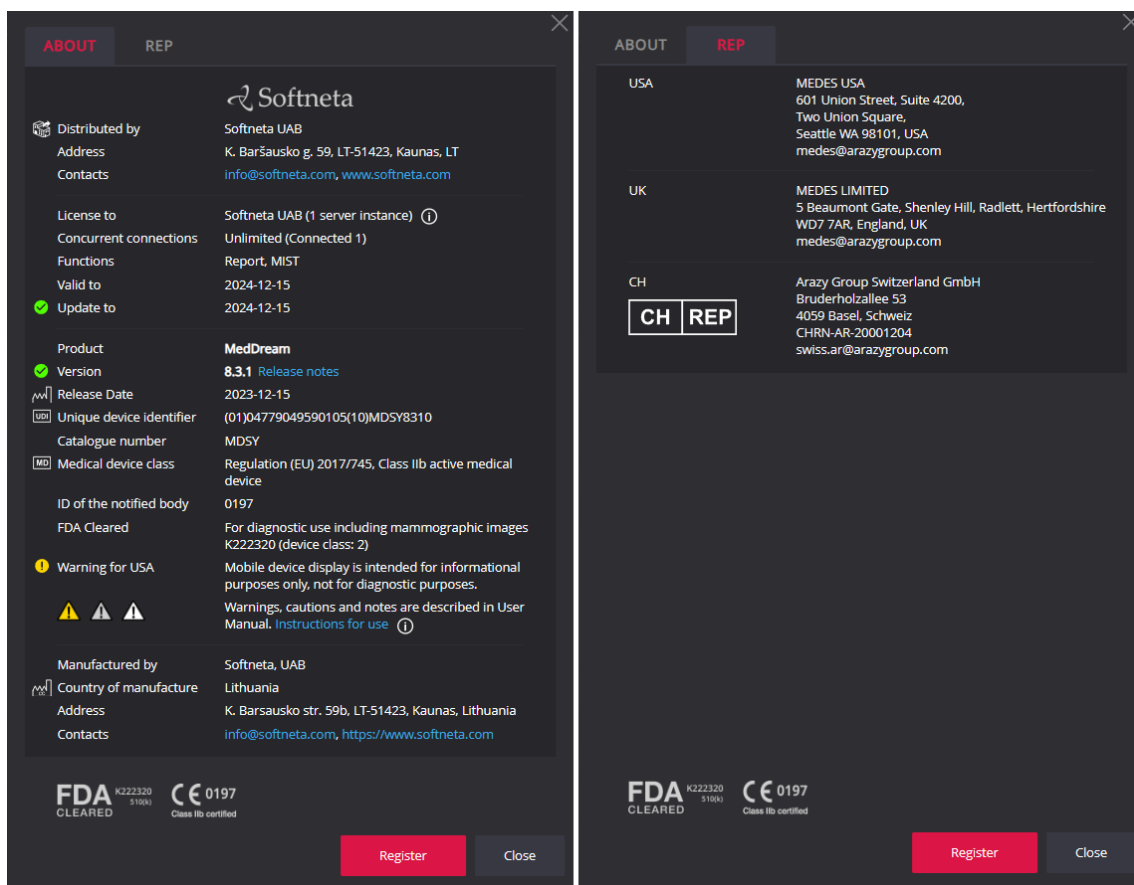 ABOUT REP
Softneta
Distributed by Softneta UAB
Address K. Baršausko g. 59, LT-51423, Kaunas, LT
Contacts info@softneta.com, www.softneta.com
License to Softneta UAB (1 server instance)
Concurrent connections Unlimited (Connected 1)
Functions Report, MIST
Valid to 2024-12-15
Update to 2024-12-15
Product MedDream
Version 8.3.1 Release notes
Release Date 2023-12-15
UDI Unique device identifier (01)04779049590105(10)MDSY8310
Catalogue number MDSY
MD Medical device class Regulation (EU) 2017/745, Class IIb active medical
device
ID of the notified body 0197
FDA Cleared For diagnostic use including mammographic images
K222320 (device class: 2)
Warning for USA Mobile device display is intended for informational
purposes only, not for diagnostic purposes.
Warnings, cautions and notes are described in User
Manual. Instructions for use
Manufactured by Softneta, UAB
Country of manufacture Lithuania
Address K. Barsausko str. 59b, LT-51423, Kaunas, Lithuania
Contacts info@softneta.com, https://www.softneta.com
FDA K222320 CE 0197
510(k)
CLEARED Class IIb certified
Register Close
ABOUT REP
USA MEDES USA
601 Union Street, Suite 4200,
Two Union Square,
Seattle WA 98101, USA
medes@arazygroup.com
UK MEDES LIMITED
5 Beaumont Gate, Shenley Hill, Radlett, Hertfordshire
WD7 7AR, England, UK
medes@arazygroup.com
CH Arazy Group Switzerland GmbH
Bruderholzallee 53
CH REP 4059 Basel, Schweiz
CHRN-AR-20001204
swiss.ar@arazygroup.com
FDA K222320 CE 0197
510(k)
CLEARED Class IIb certified
Register Close